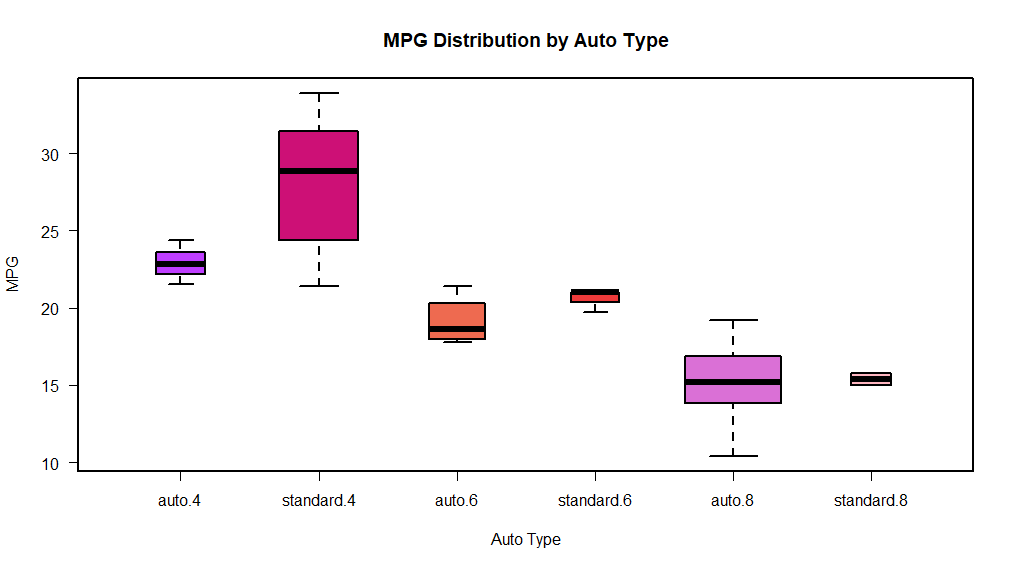 MPG Distribution by Auto Type
MPG
30
25
20
15
10
auto.4 standard.4 auto.6 standard.6 auto.8 standard.8
Auto Type